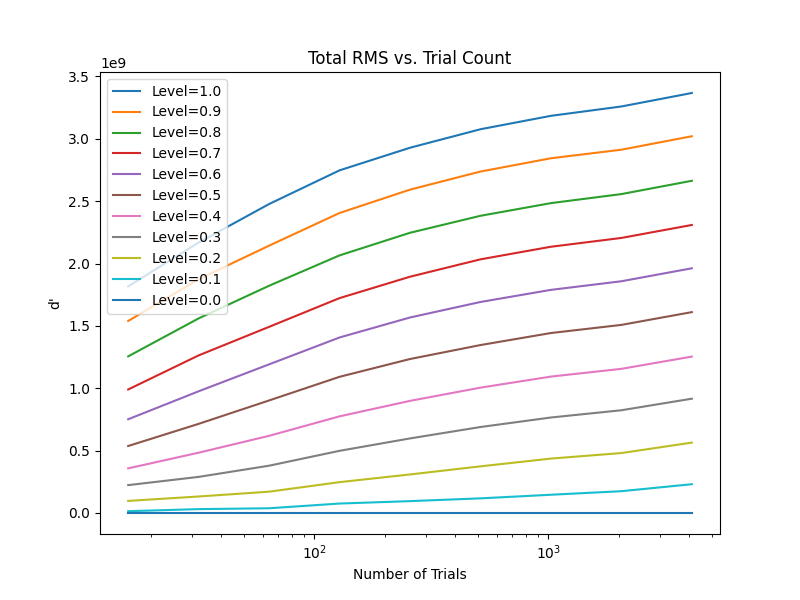 Total RMS vs. Trial Count
1e9
3.5
3.0
2.5
2.0
1.5
1.0
0.5
0.0
d'
Level=1.0
Level=0.9
Level=0.8
Level=0.7
Level=0.6
Level=0.5
Level=0.4
Level=0.3
Level=0.2
Level=0.1
Level=0.0
10²
10³
Number of Trials